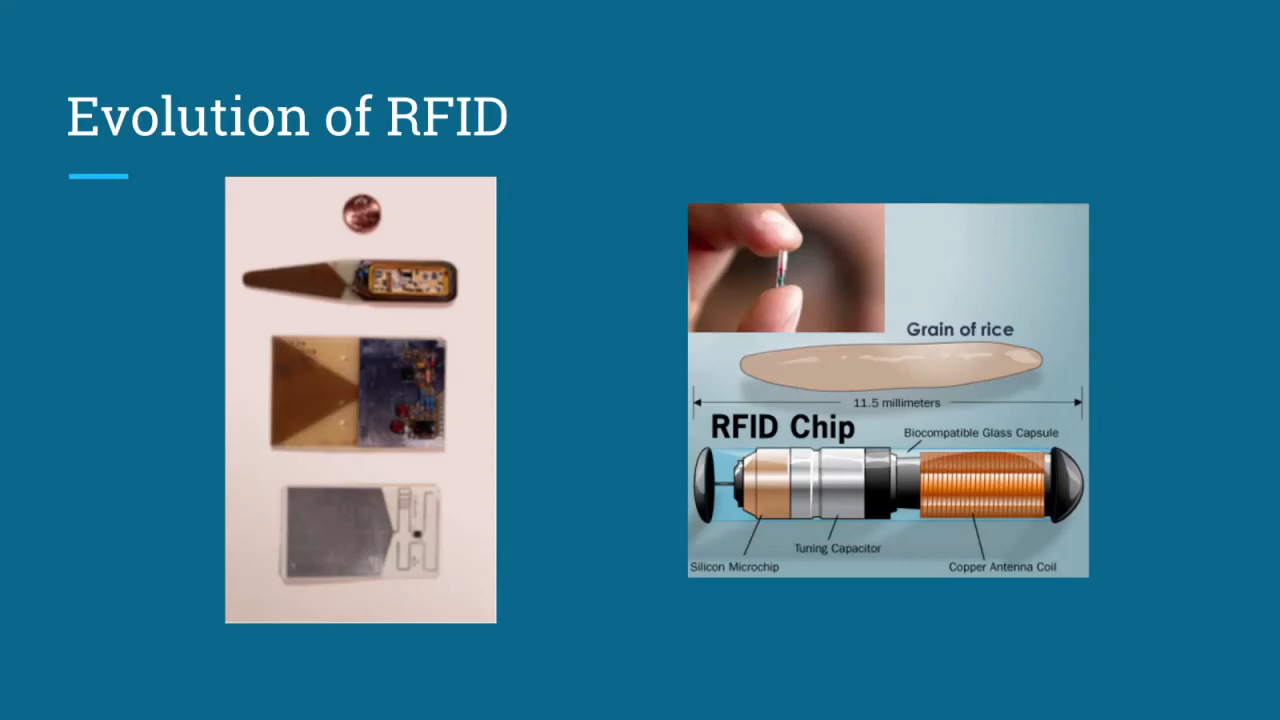 Evolution of RFID
Grain of rice
11.5 millimeters
RFID Chip
Biocompatible Glass Capsule
Tuning Capacitor
Silicon Microchip
Copper Antenna Coil